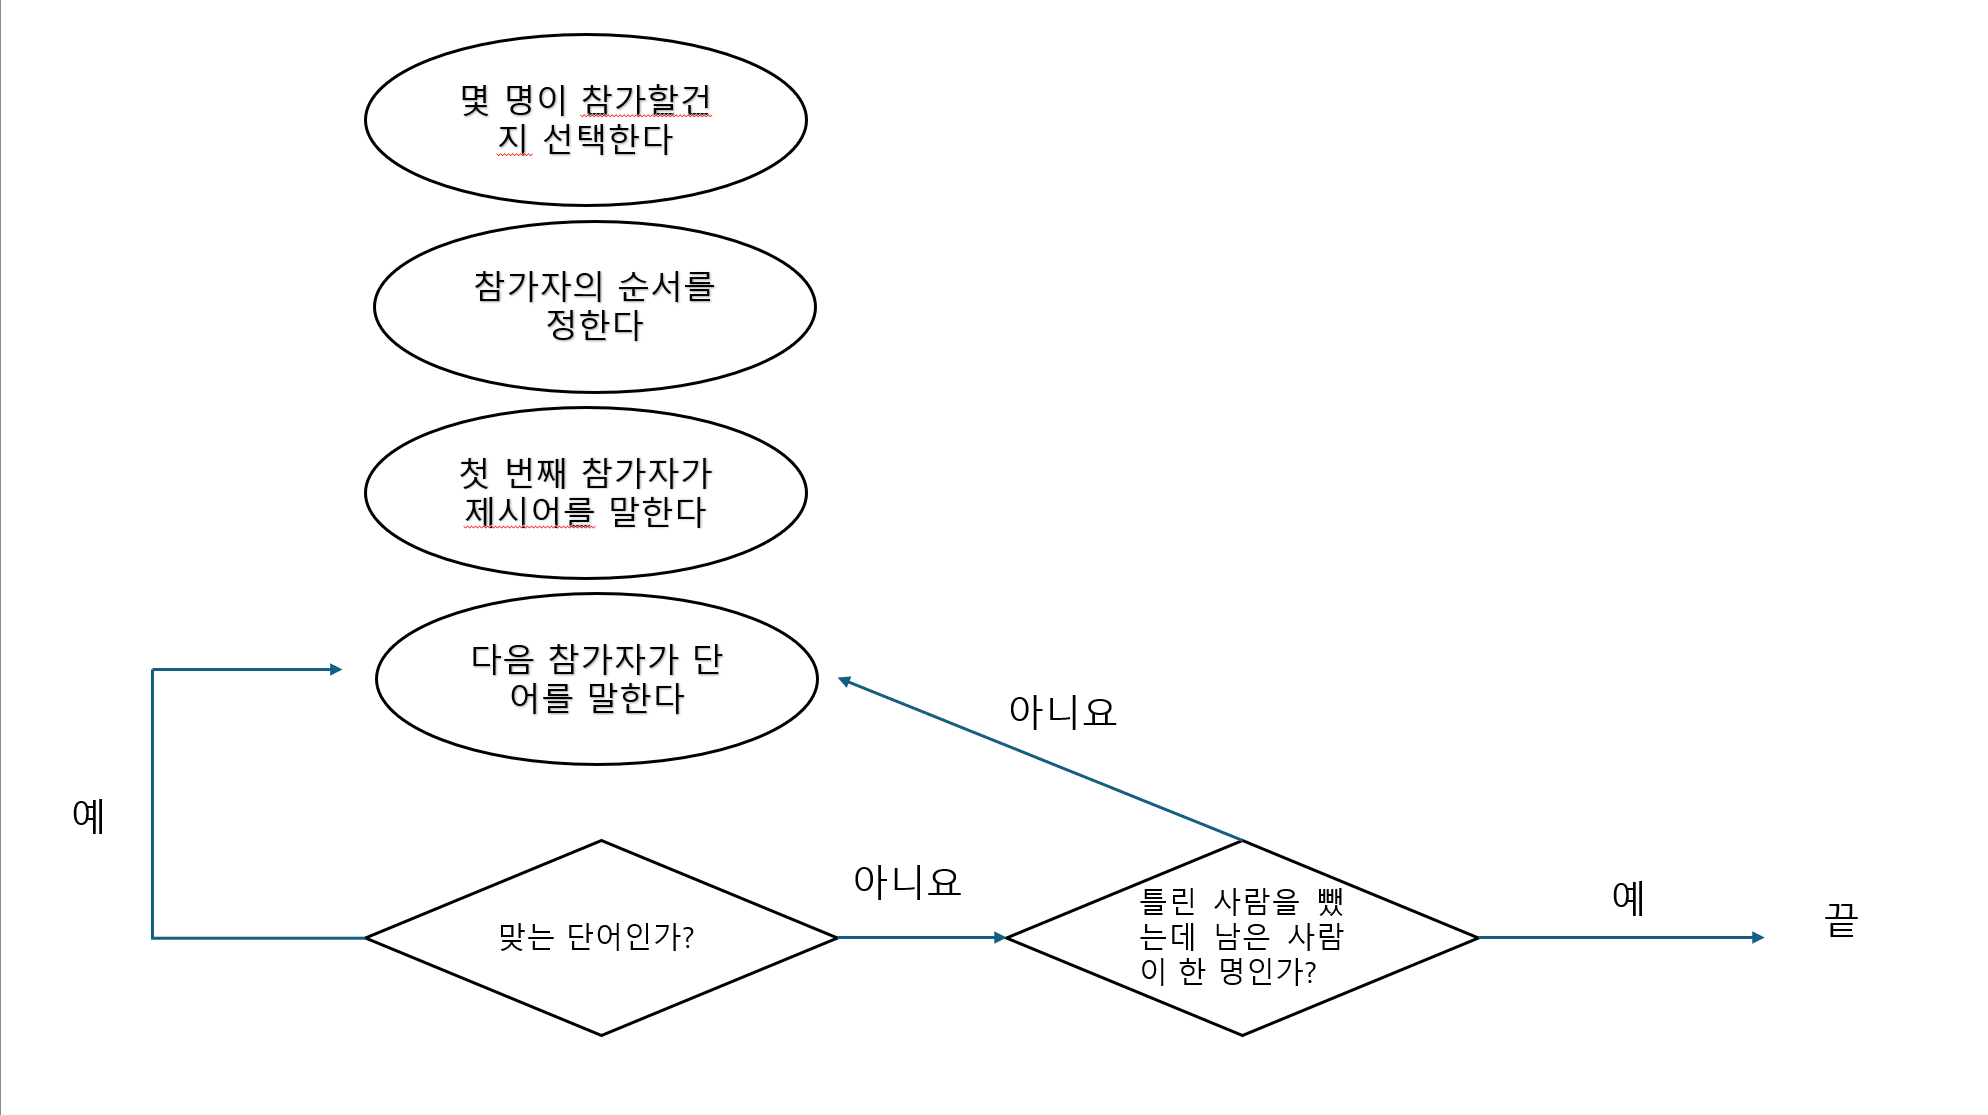 몇 명이 참가할건
지 선택한다
참가자의 순서를
정한다
첫 번째 참가자가
제시어를 말한다
다음 참가자가 단
어를 말한다
아니요
예
맞는 단어인가?
아니요
틀린 사람을 뺐
는데 남은 사람
이 한 명인가?
예
끝